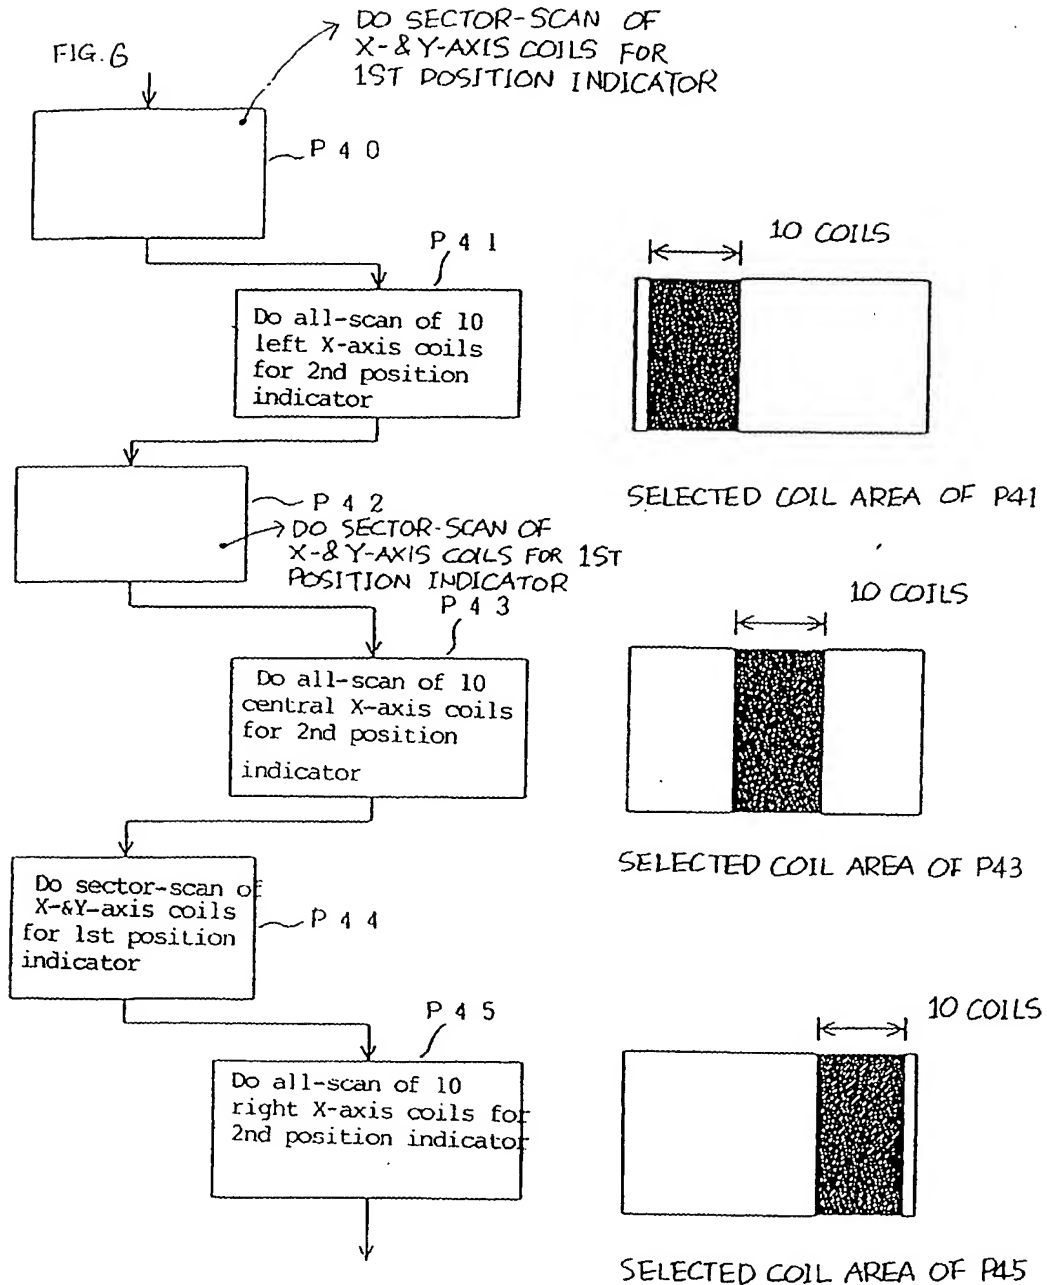 FIG.6
DO SECTOR-SCAN OF
X-&Y-AXIS COILS FOR
1ST POSITION INDICATOR
P 4 0
P 4 1
Do all-scan of 10
left X-axis coils
for 2nd position
indicator
10 COILS
SELECTED COIL AREA OF P41
P 4 2
DO SECTOR-SCAN OF
X-&Y-AXIS COILS FOR 1ST
POSITION INDICATOR
P 4 3
Do all-scan of 10
central X-axis coils
for 2nd position
indicator
10 COILS
SELECTED COIL AREA OF P43
Do sector-scan of
X-&Y-axis coils
for 1st position
indicator
P 4 4
P 4 5
Do all-scan of 10
right X-axis coils for
2nd position indicator
10 COILS
SELECTED COIL AREA OF P45